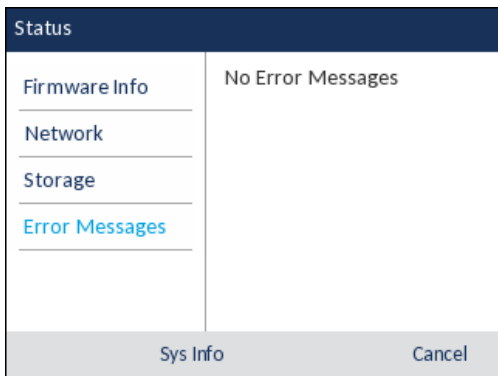 Status
Firmware Info
Network
Storage
Error Messages
No Error Messages
Sys Info
Cancel